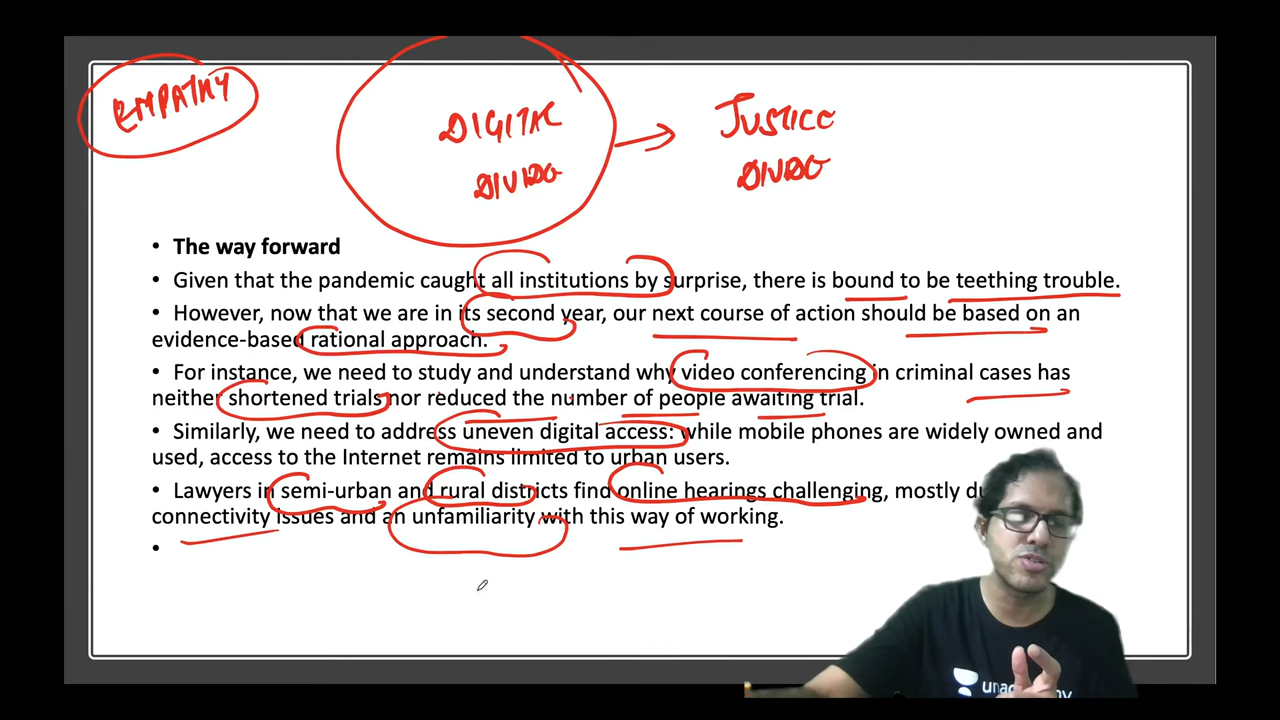 EMPATHY
DIGITAL
DIVIDE
JUSTICE
DIVIDE
• The way forward
• Given that the pandemic caught all institutions by surprise, there is bound to be teething trouble.
• However, now that we are in its second year, our next course of action should be based on an
evidence-based rational approach.
• For instance, we need to study and understand why video conferencing in criminal cases has
neither shortened trials nor reduced the number of people awaiting trial.
• Similarly, we need to address uneven digital access: while mobile phones are widely owned and
used, access to the Internet remains limited to urban users.
• Lawyers in semi-urban and rural districts find online hearings challenging, mostly
connectivity issues and an unfamiliarity with this way of working.
•